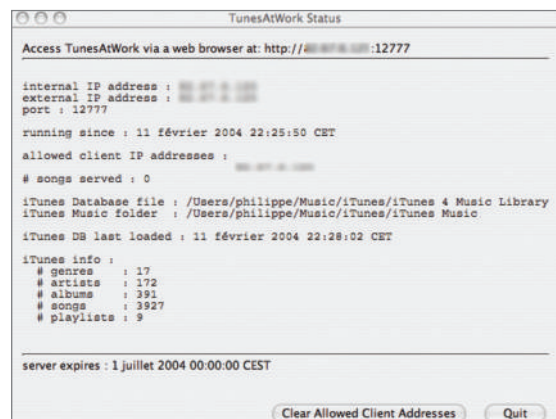 TunesAtWork Status
Access TunesAtWork via a web browser at: http:// :12777
internal IP address :
external IP address :
port : 12777
running since : 11 février 2004 22:25:50 CET
allowed client IP addresses :
# songs served : 0
iTunes Database file : /Users/philippe/Music/iTunes/iTunes 4 Music Library
iTunes Music folder : /Users/philippe/Music/iTunes/iTunes Music
iTunes DB last loaded : 11 février 2004 22:28:02 CET
iTunes info :
# genres : 17
# artists : 172
# albums : 391
# songs : 3927
# playlists : 9
server expires : 1 juillet 2004 00:00:00 CEST
Clear Allowed Client Addresses Quit